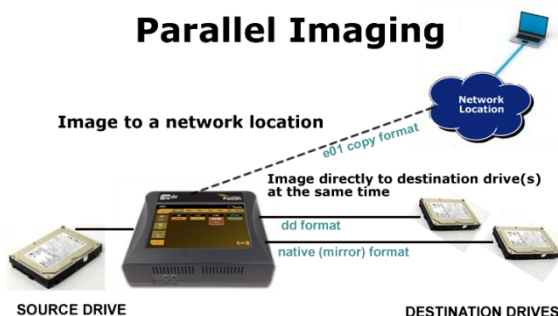 Parallel Imaging
Network
Location
Image to a network location
e01 copy format
Image directly to destination drive(s)
at the same time
Falcon
dd format
native (mirror) format
SOURCE DRIVE
DESTINATION DRIVES